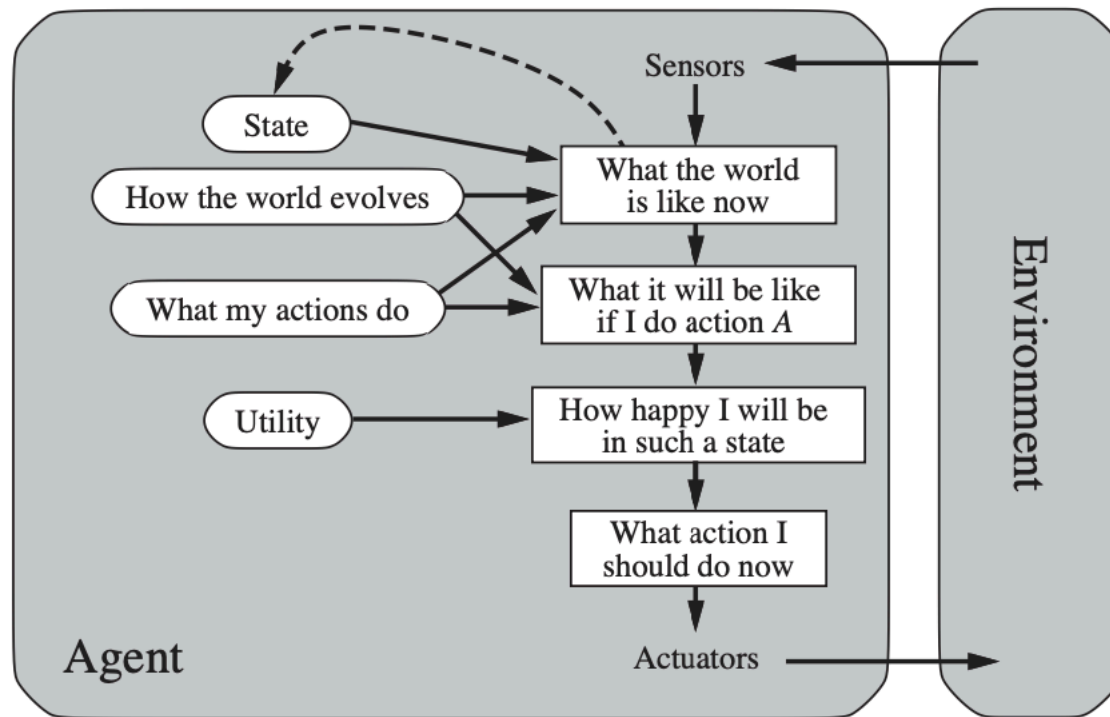 Sensors
State
What the world
is like now
How the world evolves
What my actions do
What it will be like
if I do action A
Utility
How happy I will be
in such a state
What action I
should do now
Agent
Actuators
Environment